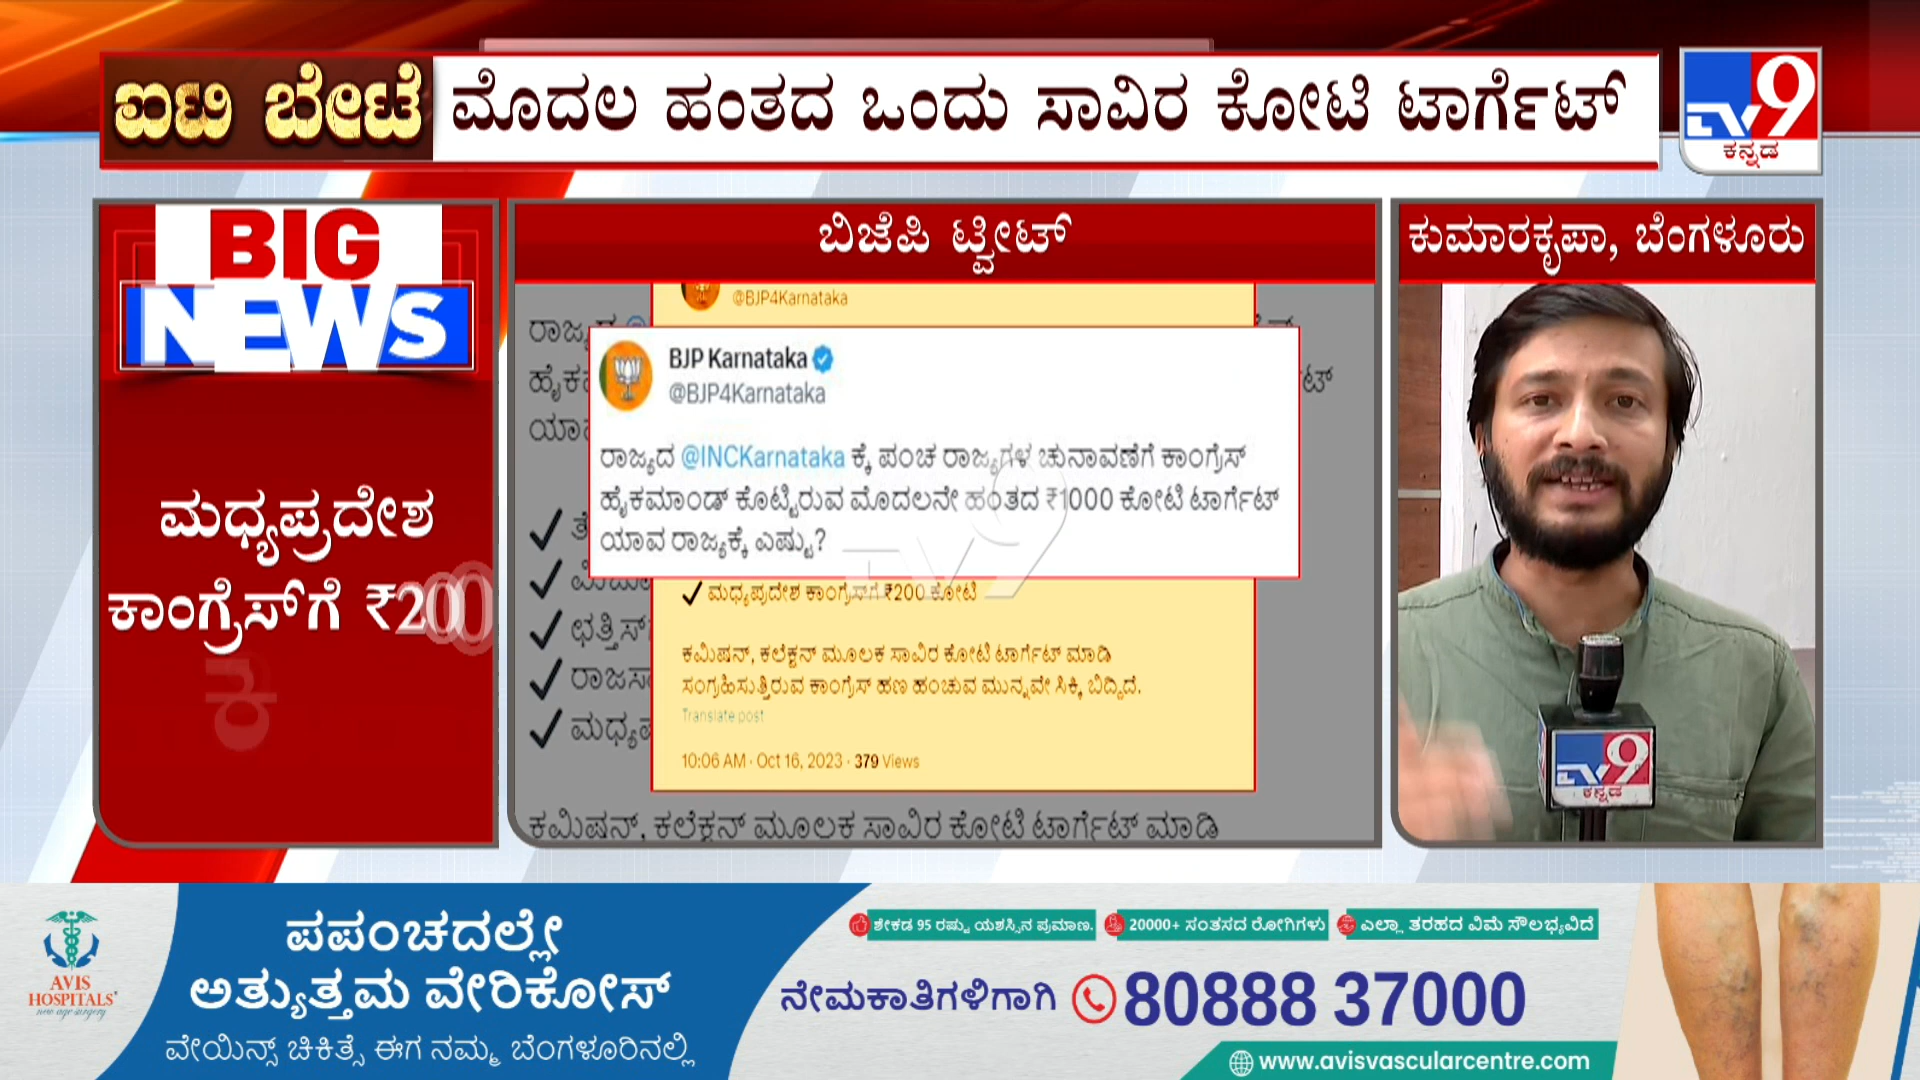 ಐಟಿ ಬೇಟೆ
ಮೊದಲ ಹಂತದ ಒಂದು ಸಾವಿರ ಕೋಟಿ ಟಾರ್ಗೆಟ್
TV9
ಕನ್ನಡ
BIG
NEWS
ಮಧ್ಯಪ್ರದೇಶ
ಕಾಂಗ್ರೆಸ್‌ಗೆ ₹200
ಬಿಜೆಪಿ ಟ್ವೀಟ್
@BJP4Karnataka
BJP Karnataka
@BJP4Karnataka
ರಾಜ್ಯದ @INCKarnataka ಕ್ಕೆ ಪಂಚ ರಾಜ್ಯಗಳ ಚುನಾವಣೆಗೆ ಕಾಂಗ್ರೆಸ್
ಹೈಕಮಾಂಡ್ ಕೊಟ್ಟಿರುವ ಮೊದಲನೇ ಹಂತದ ₹1000 ಕೋಟಿ ಟಾರ್ಗೆಟ್
ಯಾವ ರಾಜ್ಯಕ್ಕೆ ಎಷ್ಟು?
✓ ಮಧ್ಯಪ್ರದೇಶ ಕಾಂಗ್ರೆಸ್‌ಗೆ ₹200 ಕೋಟಿ
ಕಮಿಷನ್, ಕಲೆಕ್ಷನ್ ಮೂಲಕ ಸಾವಿರ ಕೋಟಿ ಟಾರ್ಗೆಟ್ ಮಾಡಿ
ಸಂಗ್ರಹಿಸುತ್ತಿರುವ ಕಾಂಗ್ರೆಸ್ ಹಣ ಹಂಚುವ ಮುನ್ನವೇ ಸಿಕ್ಕಿ ಬಿದ್ದಿದೆ.
Translate post
10:06 AM · Oct 16, 2023 · 379 Views
ಕಮಿಷನ್, ಕಲೆಕ್ಷನ್ ಮೂಲಕ ಸಾವಿರ ಕೋಟಿ ಟಾರ್ಗೆಟ್ ಮಾಡಿ
ಕುಮಾರಕೃಪಾ, ಬೆಂಗಳೂರು
TV9
ಕನ್ನಡ
AVIS
HOSPITALS
new age surgery
ಪಪಂಚದಲ್ಲೇ
ಅತ್ಯುತ್ತಮ ವೇರಿಕೋಸ್
ವೇಯಿನ್ಸ್ ಚಿಕಿತ್ಸೆ ಈಗ ನಮ್ಮ ಬೆಂಗಳೂರಿನಲ್ಲಿ
ಶೇಕಡ 95 ರಷ್ಟು ಯಶಸ್ಸಿನ ಪ್ರಮಾಣ.
20000+ ಸಂತಸದ ರೋಗಿಗಳು
ಎಲ್ಲಾ ತರಹದ ವಿಮೆ ಸೌಲಭ್ಯವಿದೆ
ನೇಮಕಾತಿಗಳಿಗಾಗಿ 80888 37000
www.avisvascularcentre.com